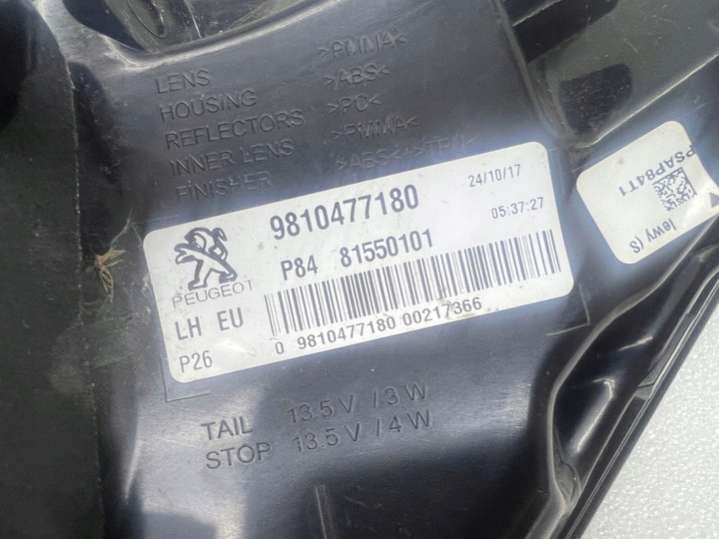 LENS >PMMA<
HOUSING >ABS<
REFLECTORS >PC<
INNER LENS >PMMA<
FINISHER
9810477180 24/10/17
P84 81550101 05:37:27
PEUGEOT
LH EU
P26 0 9810477180 00217366
TAIL 13.5 V / 3 W
STOP 13.5 V / 4 W
PSAP84T1
lewy (S